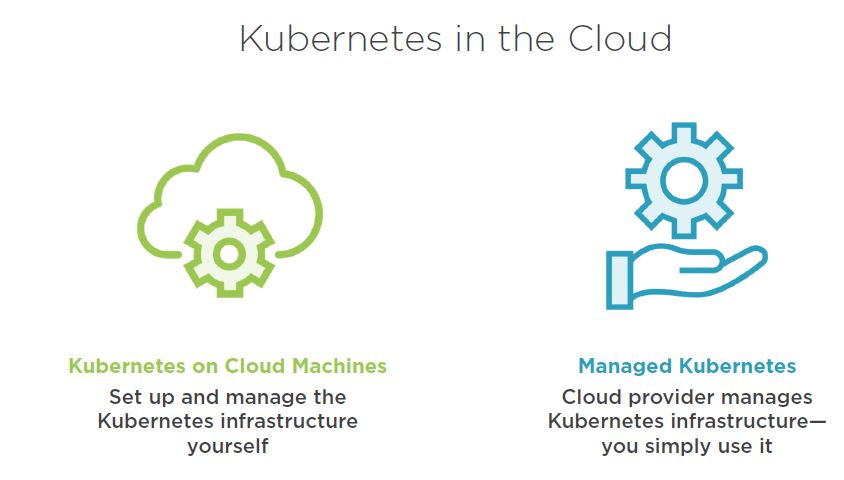 Kubernetes in the Cloud
Kubernetes on Cloud Machines
Set up and manage the
Kubernetes infrastructure
yourself
Managed Kubernetes
Cloud provider manages
Kubernetes infrastructure—
you simply use it